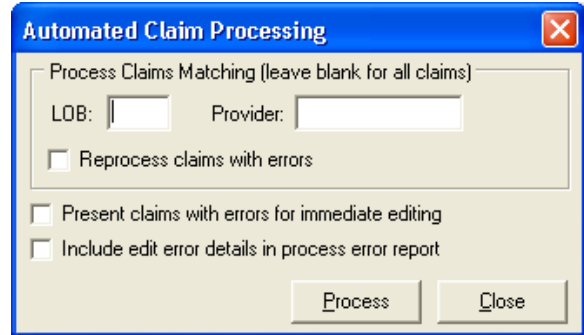 Automated Claim Processing
Process Claims Matching (leave blank for all claims)
LOB: Provider:
Reprocess claims with errors
Present claims with errors for immediate editing
Include edit error details in process error report
Process Close